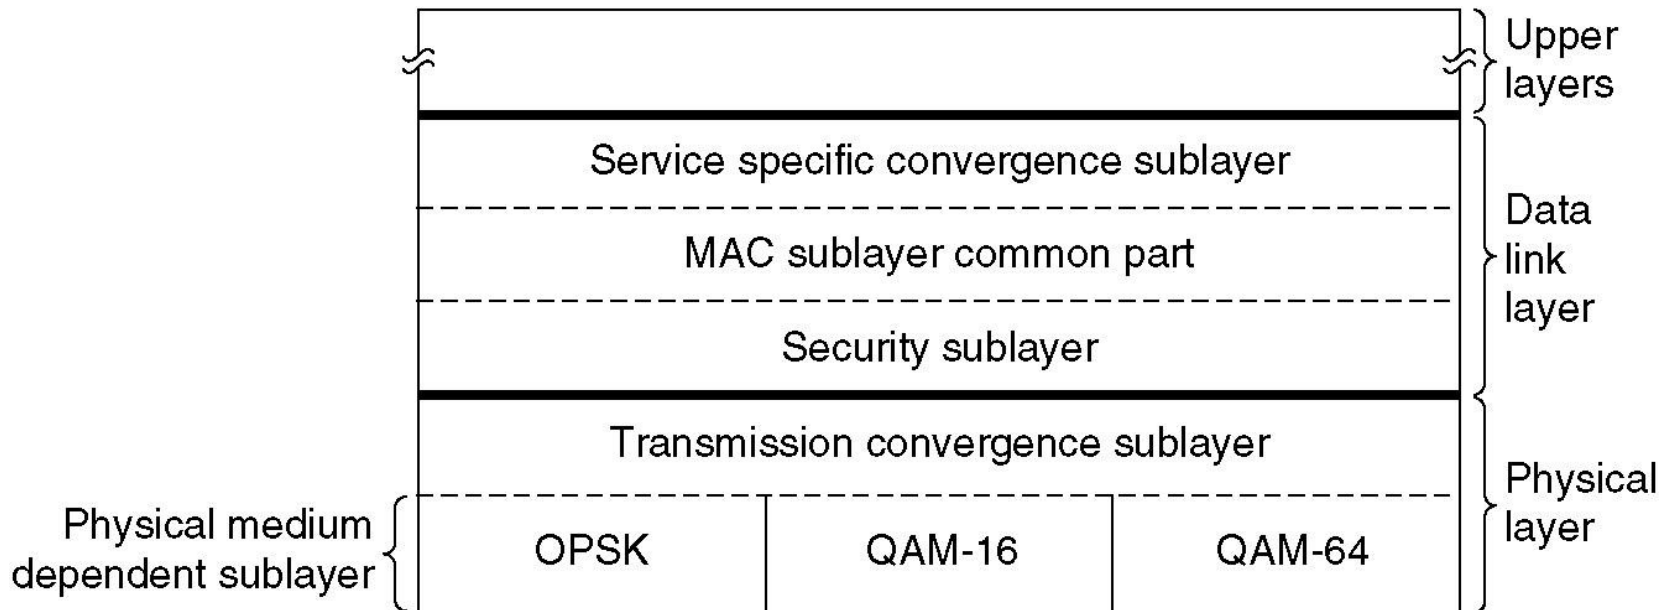 Upper
layers
Service specific convergence sublayer
MAC sublayer common part
Security sublayer
Data
link
layer
Transmission convergence sublayer
Physical
layer
Physical medium
dependent sublayer
OPSK
QAM-16
QAM-64